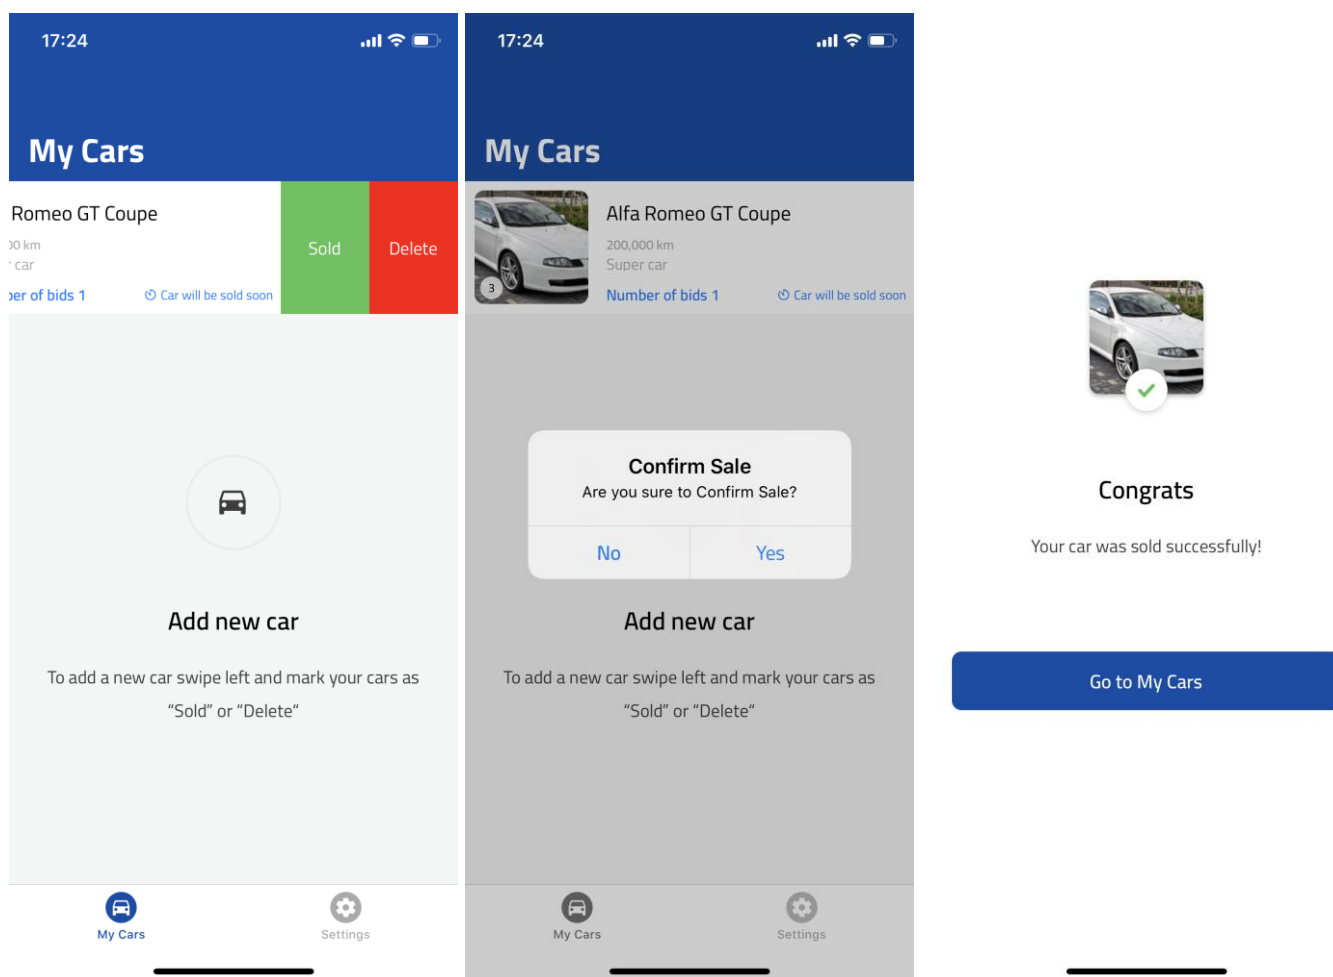 17:24
My Cars
Romeo GT Coupe
00 km
car
ber of bids 1
Car will be sold soon
Sold
Delete
Add new car
To add a new car swipe left and mark your cars as
“Sold” or “Delete“
My Cars
Settings
17:24
My Cars
3
Alfa Romeo GT Coupe
200,000 km
Super car
Number of bids 1
Car will be sold soon
Confirm Sale
Are you sure to Confirm Sale?
No
Yes
Add new car
To add a new car swipe left and mark your cars as
“Sold” or “Delete“
My Cars
Settings
Congrats
Your car was sold successfully!
Go to My Cars